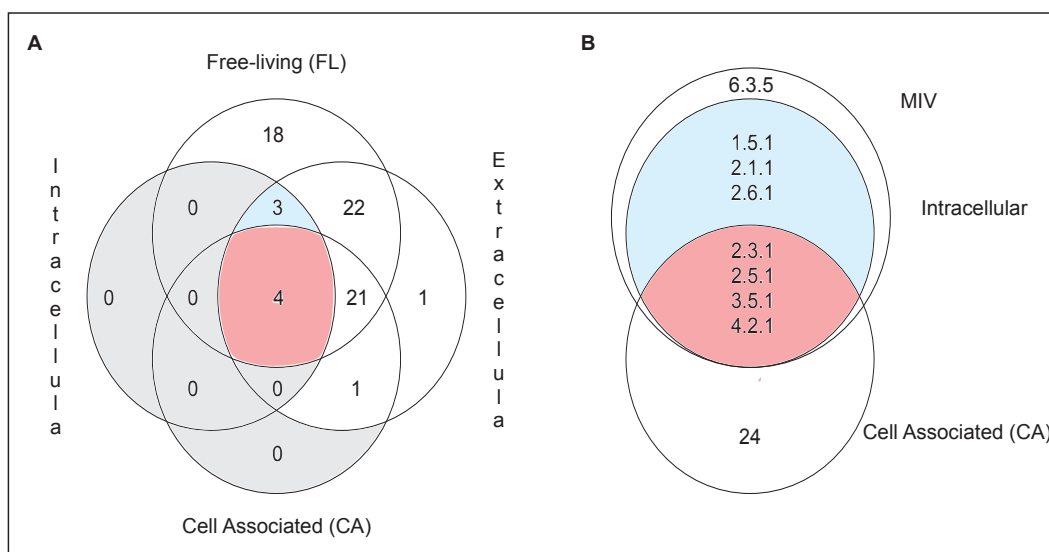 A
Free-living (FL)
Intracellula
Extracellula
18
0
3
22
0
0
4
21
1
0
0
1
0
Cell Associated (CA)
B
6.3.5
MIV
1.5.1
2.1.1
2.6.1
Intracellular
2.3.1
2.5.1
3.5.1
4.2.1
24
Cell Associated (CA)